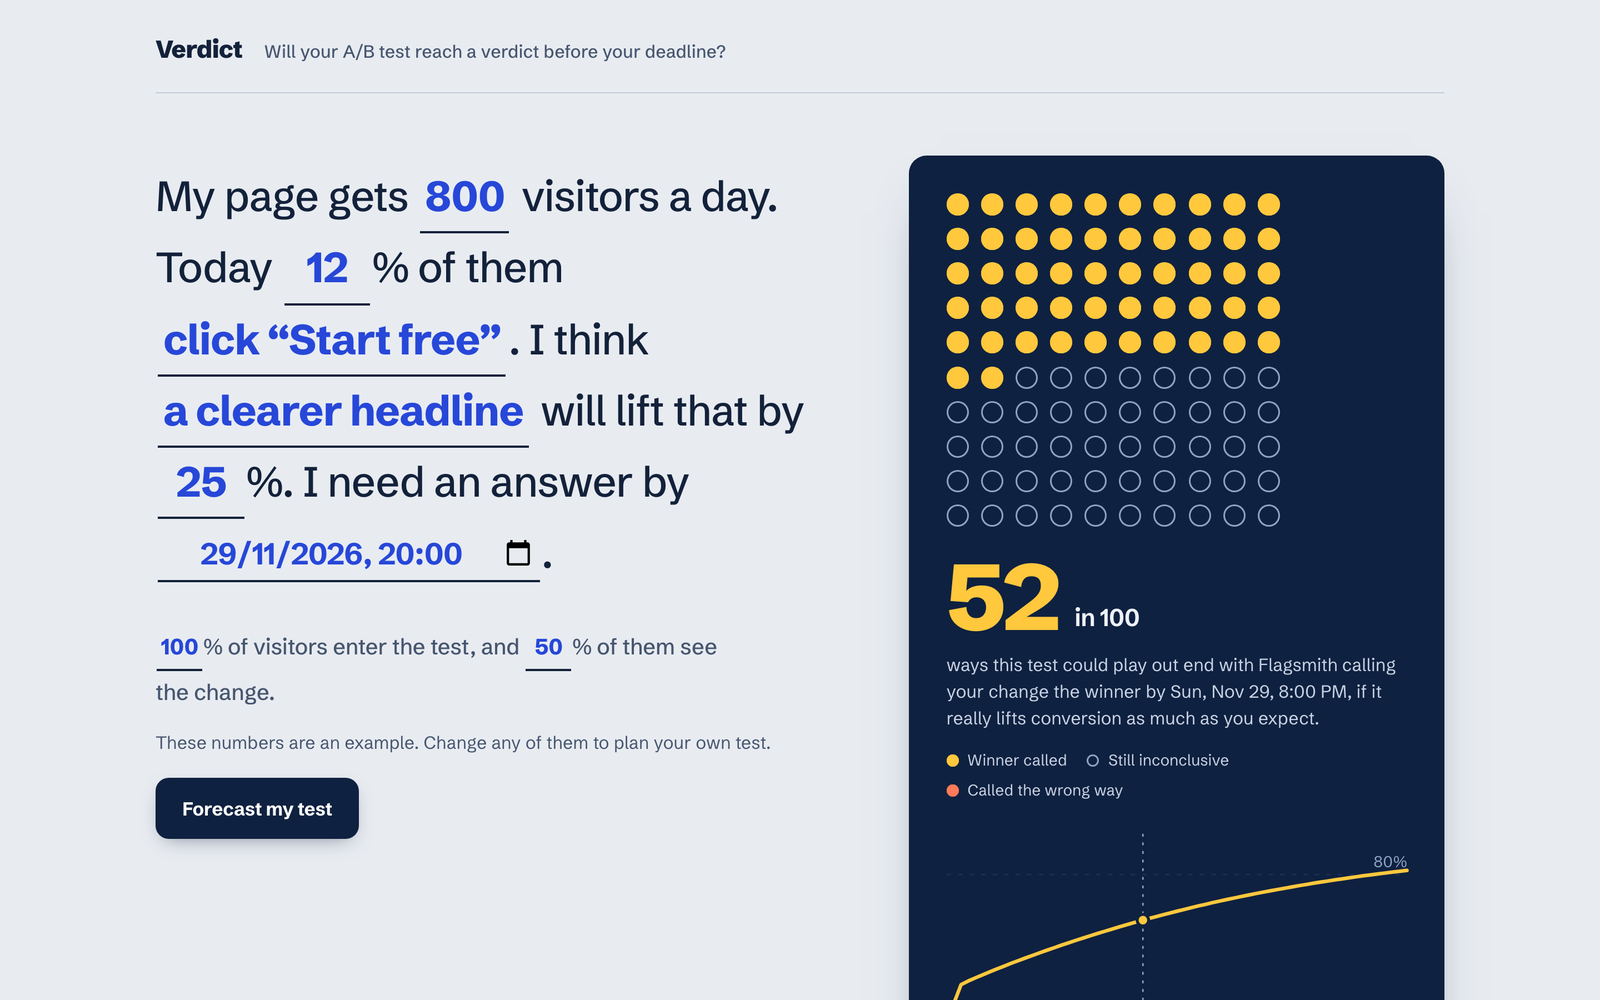 Verdict Will your A/B test reach a verdict before your deadline?
My page gets 800 visitors a day.
Today 12 % of them
click “Start free” . I think
a clearer headline will lift that by
25 %. I need an answer by
29/11/2026, 20:00 .
100 % of visitors enter the test, and 50 % of them see
the change.
These numbers are an example. Change any of them to plan your own test.
Forecast my test
52 in 100
ways this test could play out end with Flagsmith calling
your change the winner by Sun, Nov 29, 8:00 PM, if it
really lifts conversion as much as you expect.
Winner called Still inconclusive
Called the wrong way
80%